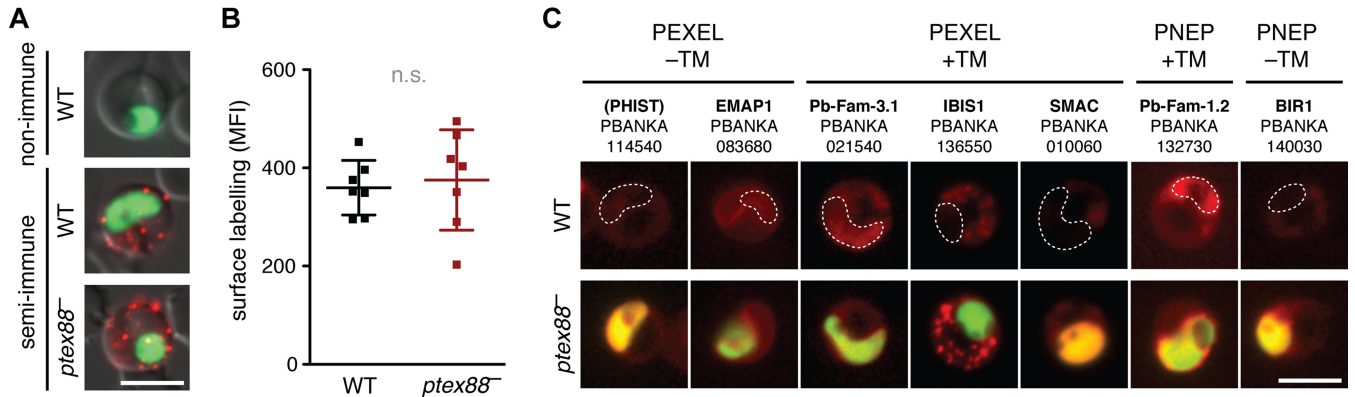 A
non-immune
WT
semi-immune
WT
ptex88–
B
surface labelling (MFI)
600
400
200
0
n.s.
WT
ptex88–
C
PEXEL
–TM
PEXEL
+TM
PNEP
+TM
PNEP
–TM
(PHIST)
PBANKA
114540
EMAP1
PBANKA
083680
Pb-Fam-3.1
PBANKA
021540
IBIS1
PBANKA
136550
SMAC
PBANKA
010060
Pb-Fam-1.2
PBANKA
132730
BIR1
PBANKA
140030
WT
ptex88–